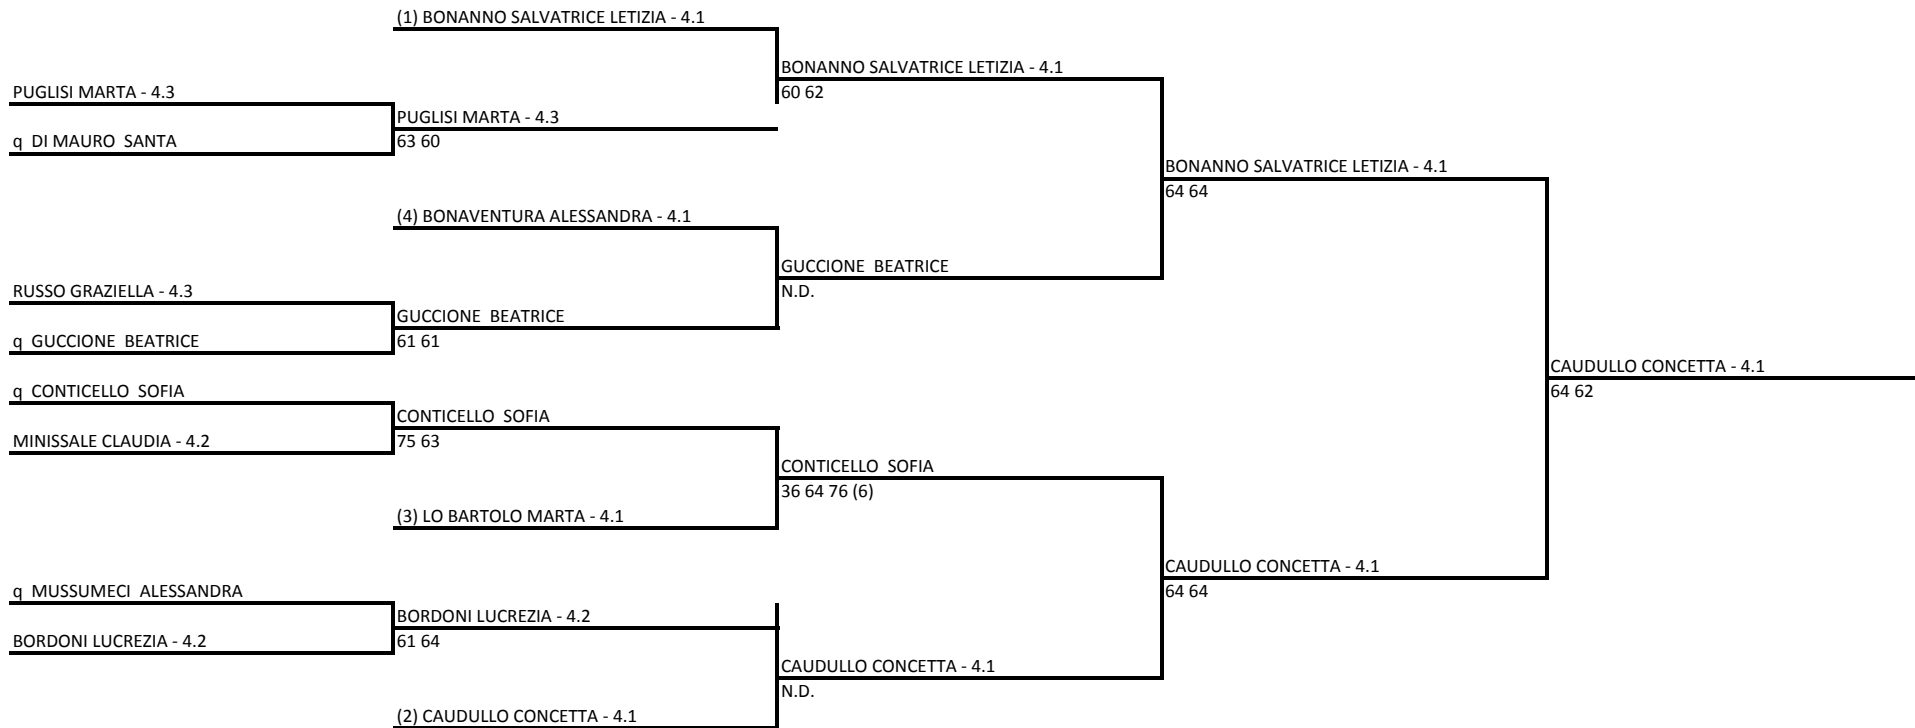 (1) BONANNO SALVATRICE LETIZIA - 4.1
BONANNO SALVATRICE LETIZIA - 4.1
PUGLISI MARTA - 4.3
60 62
PUGLISI MARTA - 4.3
q DI MAURO SANTA
63 60
BONANNO SALVATRICE LETIZIA - 4.1
64 64
(4) BONAVENTURA ALESSANDRA - 4.1
GUCCIONE BEATRICE
RUSSO GRAZIELLA - 4.3
N.D.
GUCCIONE BEATRICE
q GUCCIONE BEATRICE
61 61
CAUDULLO CONCETTA - 4.1
q CONTICELLO SOFIA
64 62
CONTICELLO SOFIA
MINISSALE CLAUDIA - 4.2
75 63
CONTICELLO SOFIA
36 64 76 (6)
(3) LO BARTOLO MARTA - 4.1
CAUDULLO CONCETTA - 4.1
q MUSSUMECI ALESSANDRA
64 64
BORDONI LUCREZIA - 4.2
BORDONI LUCREZIA - 4.2
61 64
CAUDULLO CONCETTA - 4.1
N.D.
(2) CAUDULLO CONCETTA - 4.1